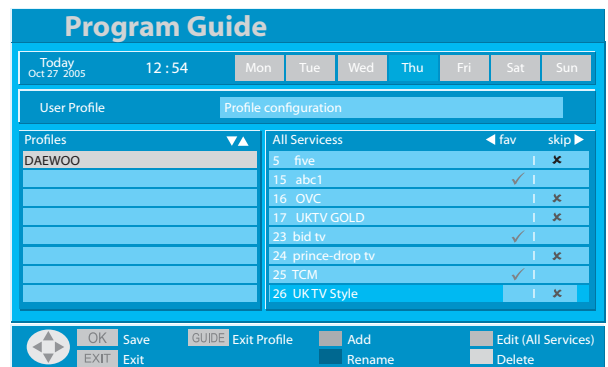 Program Guide
Today
Oct 27 2005
12 : 54
Mon Tue Wed Thu Fri Sat Sun
User Profile
Profile configuration
Profiles ▼▲
All Servicess ◀ fav skip ▶
DAEWOO
5 five I ✖
15 abc1 ✓ I
16 OVC I ✖
17 UKTV GOLD I ✖
23 bid tv ✓ I
24 prince-drop tv I ✖
25 TCM ✓ I
26 UKTV Style I ✖
OK Save GUIDE Exit Profile Add Edit (All Services)
EXIT Exit Rename Delete